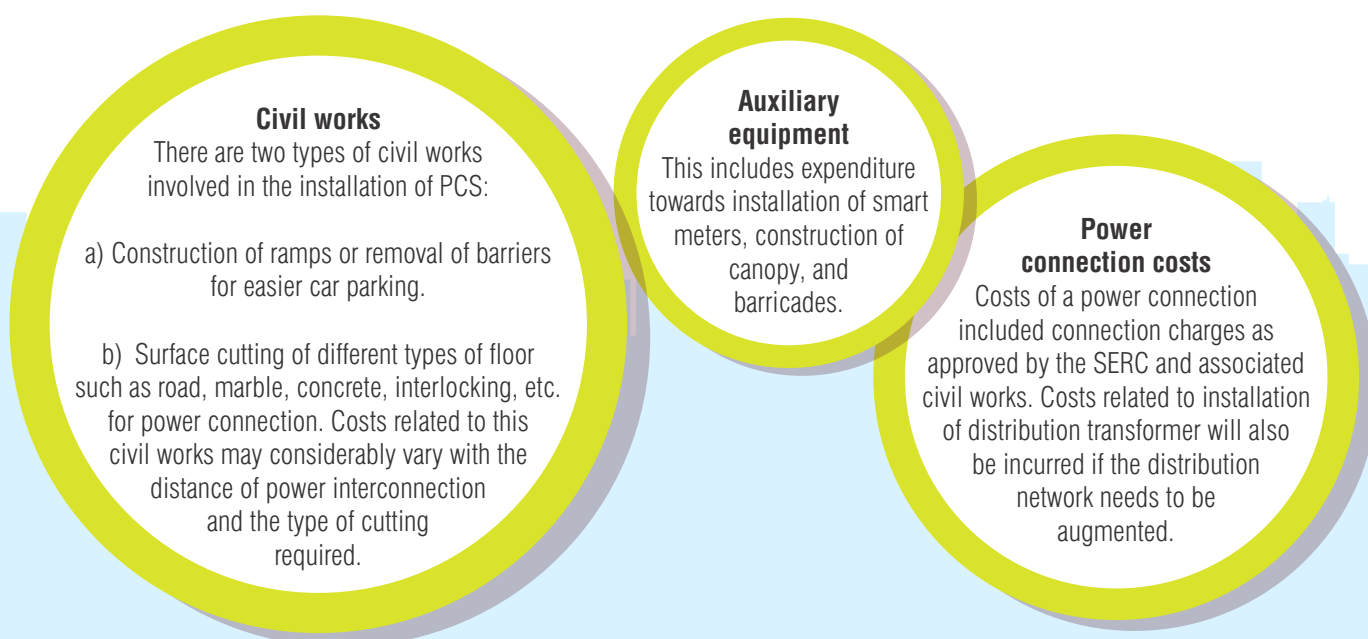 Civil works
There are two types of civil works
involved in the installation of PCS:
a) Construction of ramps or removal of barriers
for easier car parking.
b) Surface cutting of different types of floor
such as road, marble, concrete, interlocking, etc.
for power connection. Costs related to this
civil works may considerably vary with the
distance of power interconnection
and the type of cutting
required.
Auxiliary
equipment
This includes expenditure
towards installation of smart
meters, construction of
canopy, and
barricades.
Power
connection costs
Costs of a power connection
included connection charges as
approved by the SERC and associated
civil works. Costs related to installation
of distribution transformer will also
be incurred if the distribution
network needs to be
augmented.